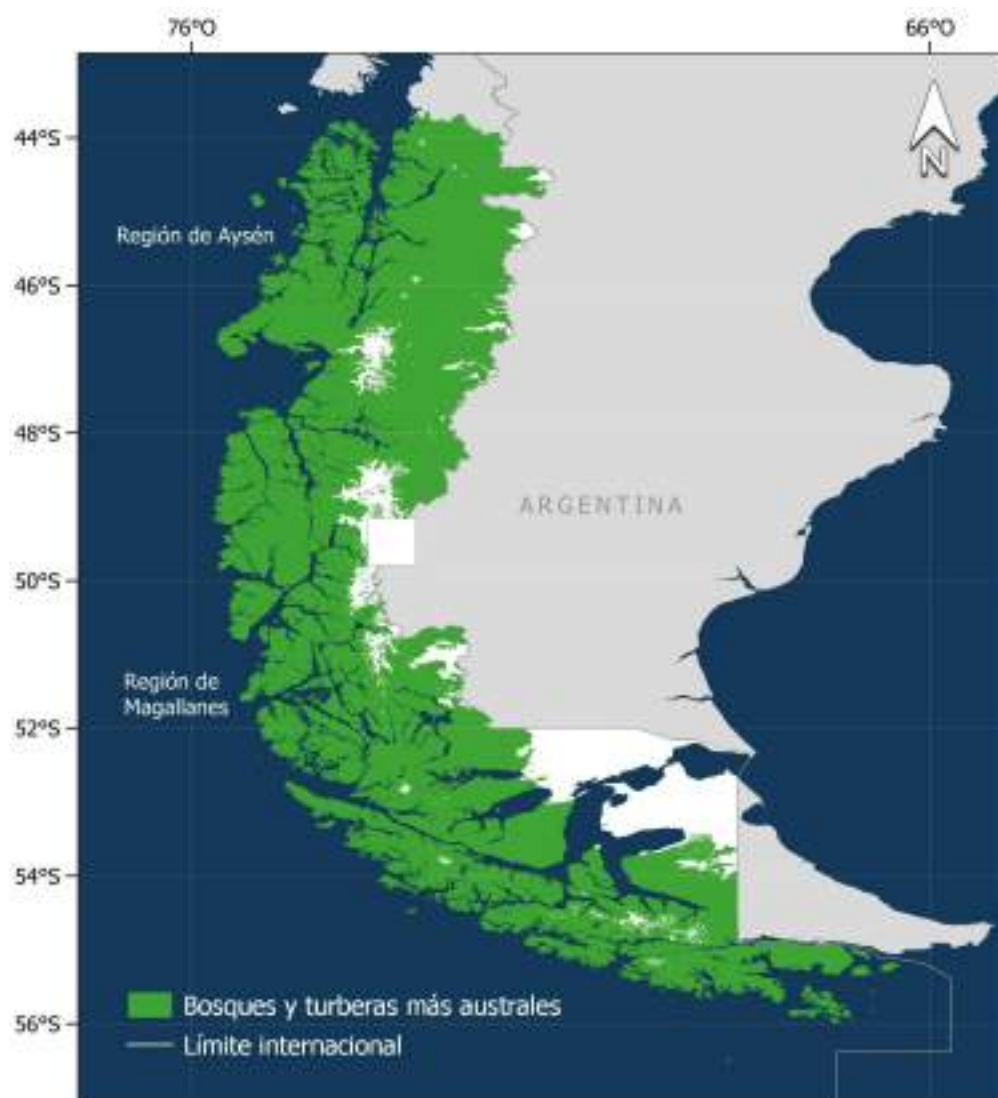 76°O
66°O
N
44°S
Región de Aysén
46°S
48°S
ARGENTINA
50°S
Región de
Magallanes
52°S
54°S
Bosques y turberas más australes
56°S
Límite internacional